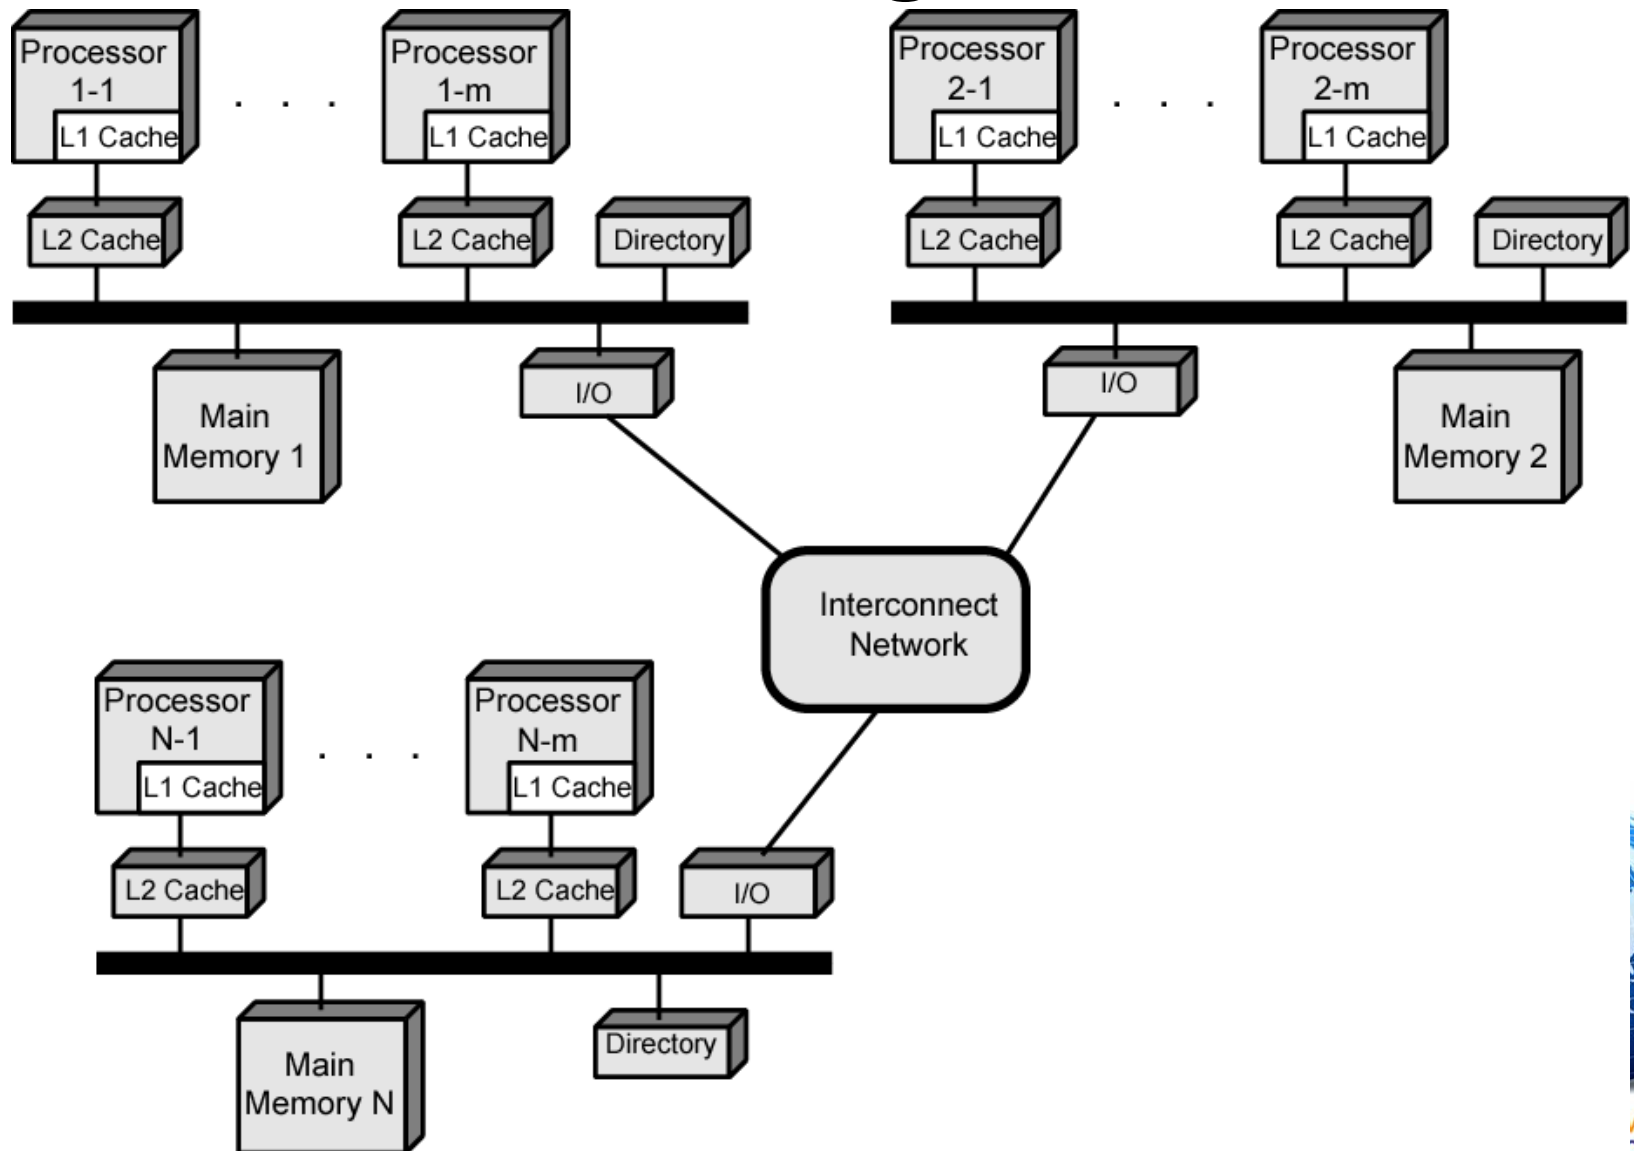 Processor
1-1
L1 Cache
L2 Cache
. . .
Processor
1-m
L1 Cache
L2 Cache
Directory
Main
Memory 1
I/O
Processor
2-1
L1 Cache
L2 Cache
. . .
Processor
2-m
L1 Cache
L2 Cache
Directory
I/O
Main
Memory 2
Interconnect
Network
Processor
N-1
L1 Cache
L2 Cache
. . .
Processor
N-m
L1 Cache
L2 Cache
I/O
Main
Memory N
Directory